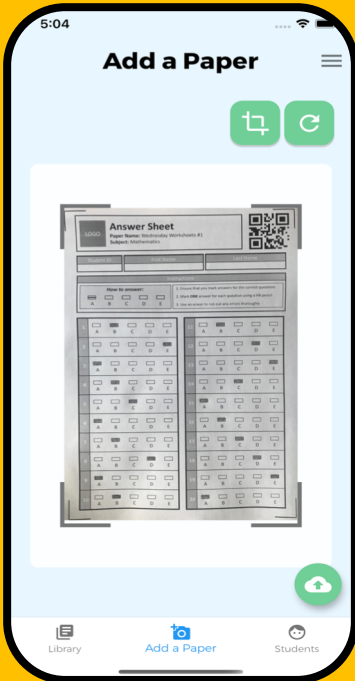 5:04
Add a Paper
LOGO
Answer Sheet
Paper Name: Wednesday Worksheets #1
Subject: Mathematics
Student ID First Name Last Name
Instructions
How to answer:
A B C D E
1. Ensure that you mark answers for the correct questions
2. Mark ONE answer for each question using a HB pencil
3. Use an eraser to rub out any errors thoroughly
A B C D E A B C D E
A B C D E A B C D E
A B C D E A B C D E
A B C D E A B C D E
A B C D E A B C D E
A B C D E A B C D E
A B C D E A B C D E
A B C D E A B C D E
A B C D E A B C D E
A B C D E A B C D E
Library Add a Paper Students